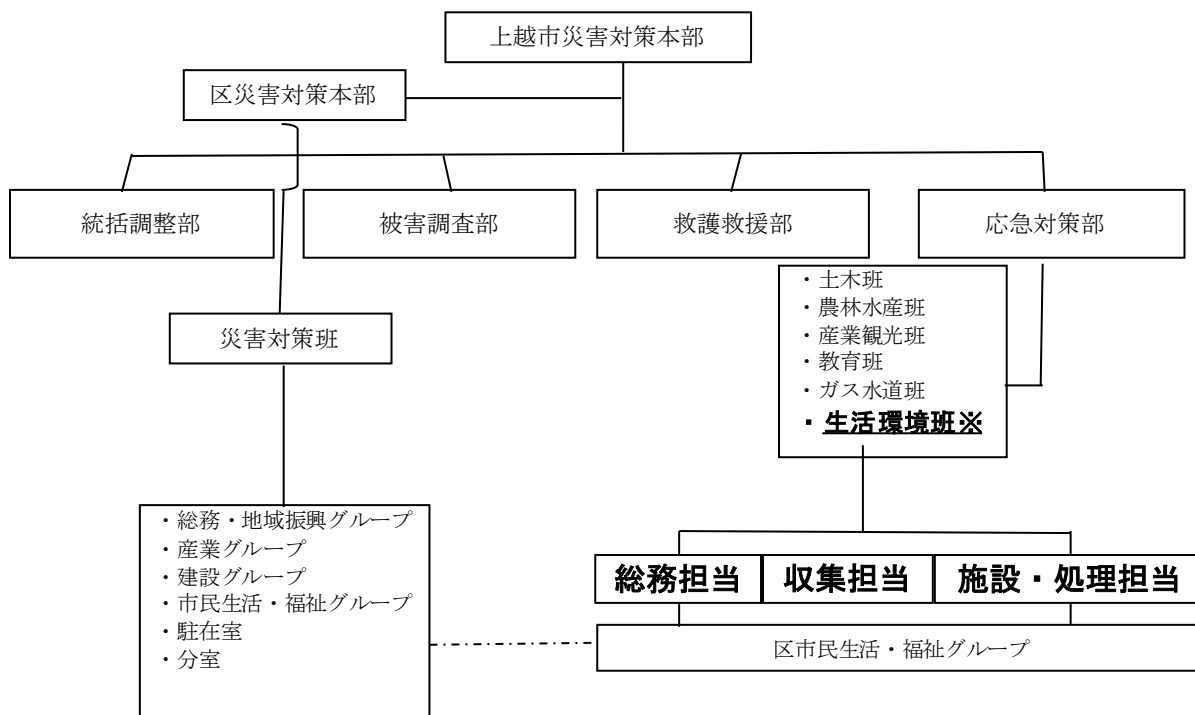 上越市災害対策本部
区災害対策本部
統括調整部
被害調査部
救護救援部
応急対策部
・土木班
・農林水産班
・産業観光班
・教育班
・ガス水道班
・生活環境班※
災害対策班
・総務・地域振興グループ
・産業グループ
・建設グループ
・市民生活・福祉グループ
・駐在室
・分室
総務担当
収集担当
施設・処理担当
区市民生活・福祉グループ